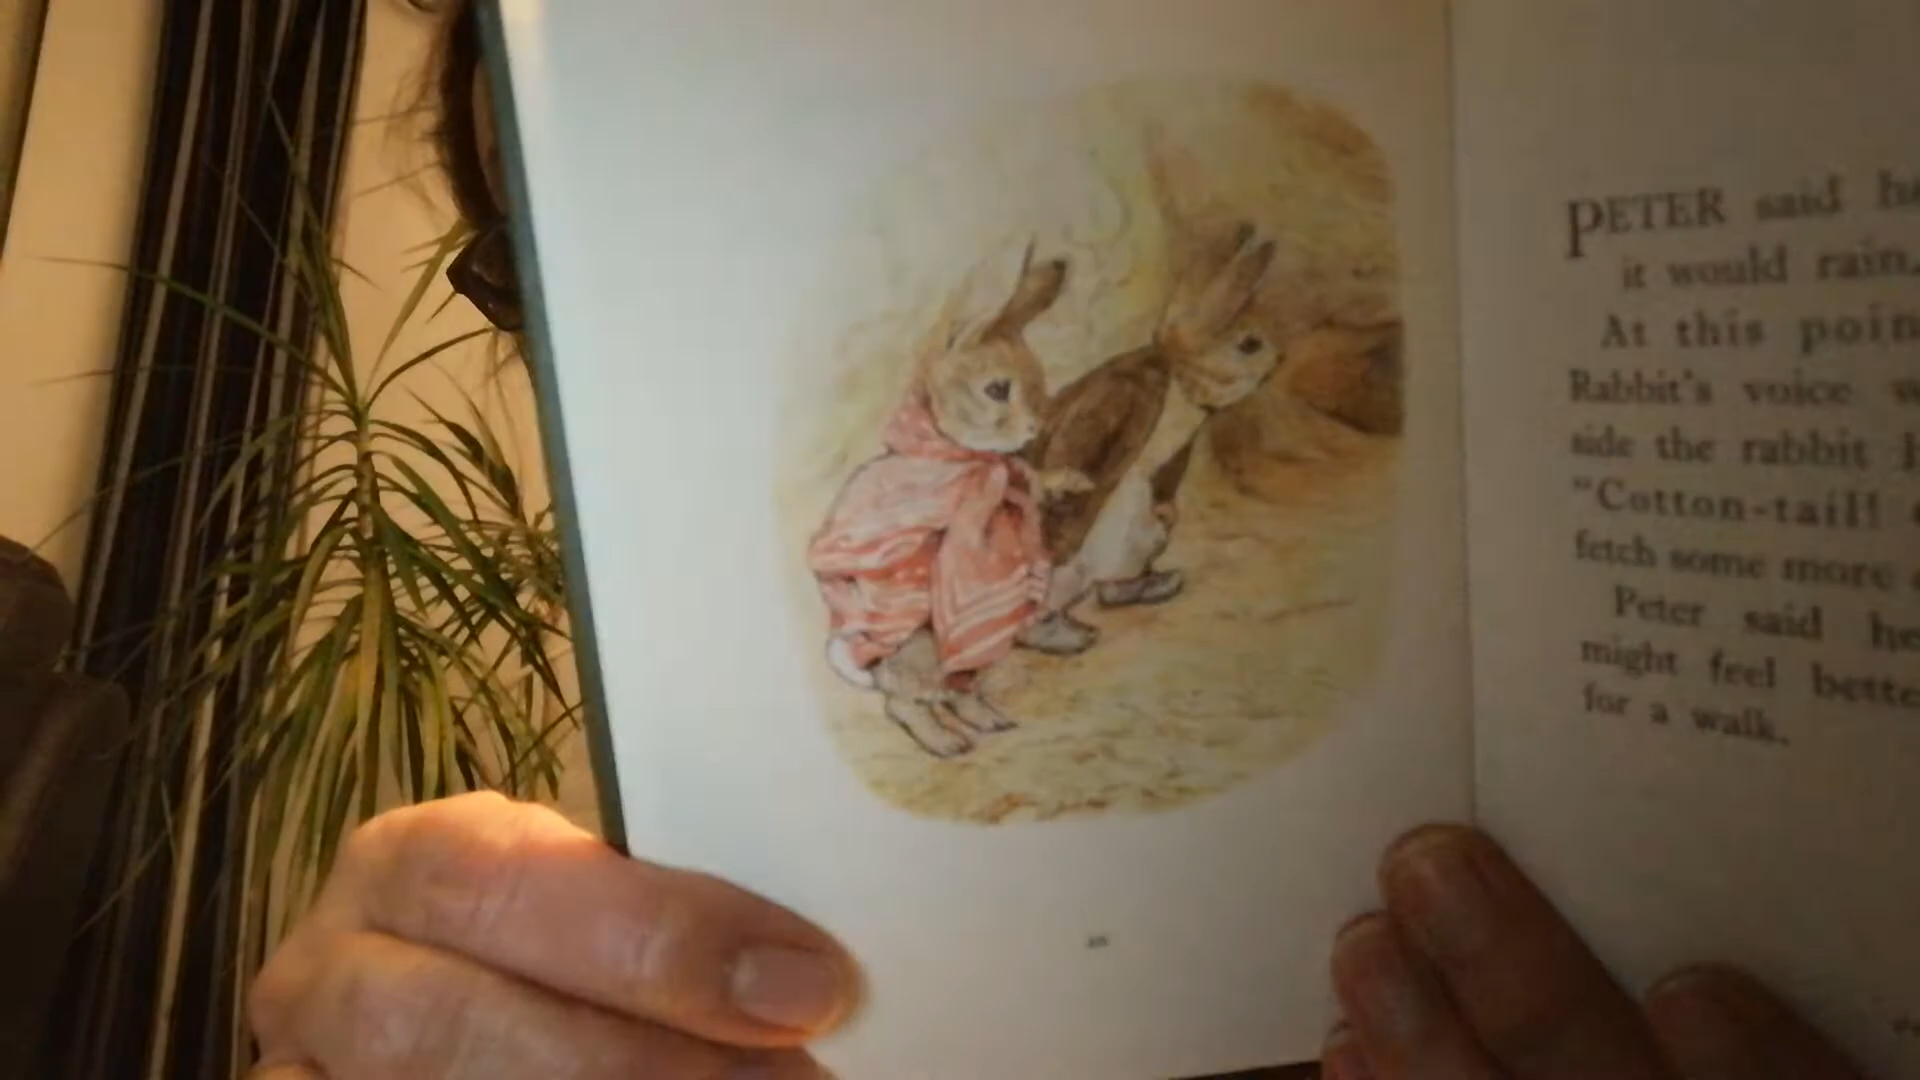 PETER said
it would rain.
At this poin
Rabbit's voice
side the rabbit
"Cotton-tail!
fetch some more
Peter said he
might feel bette
for a walk.